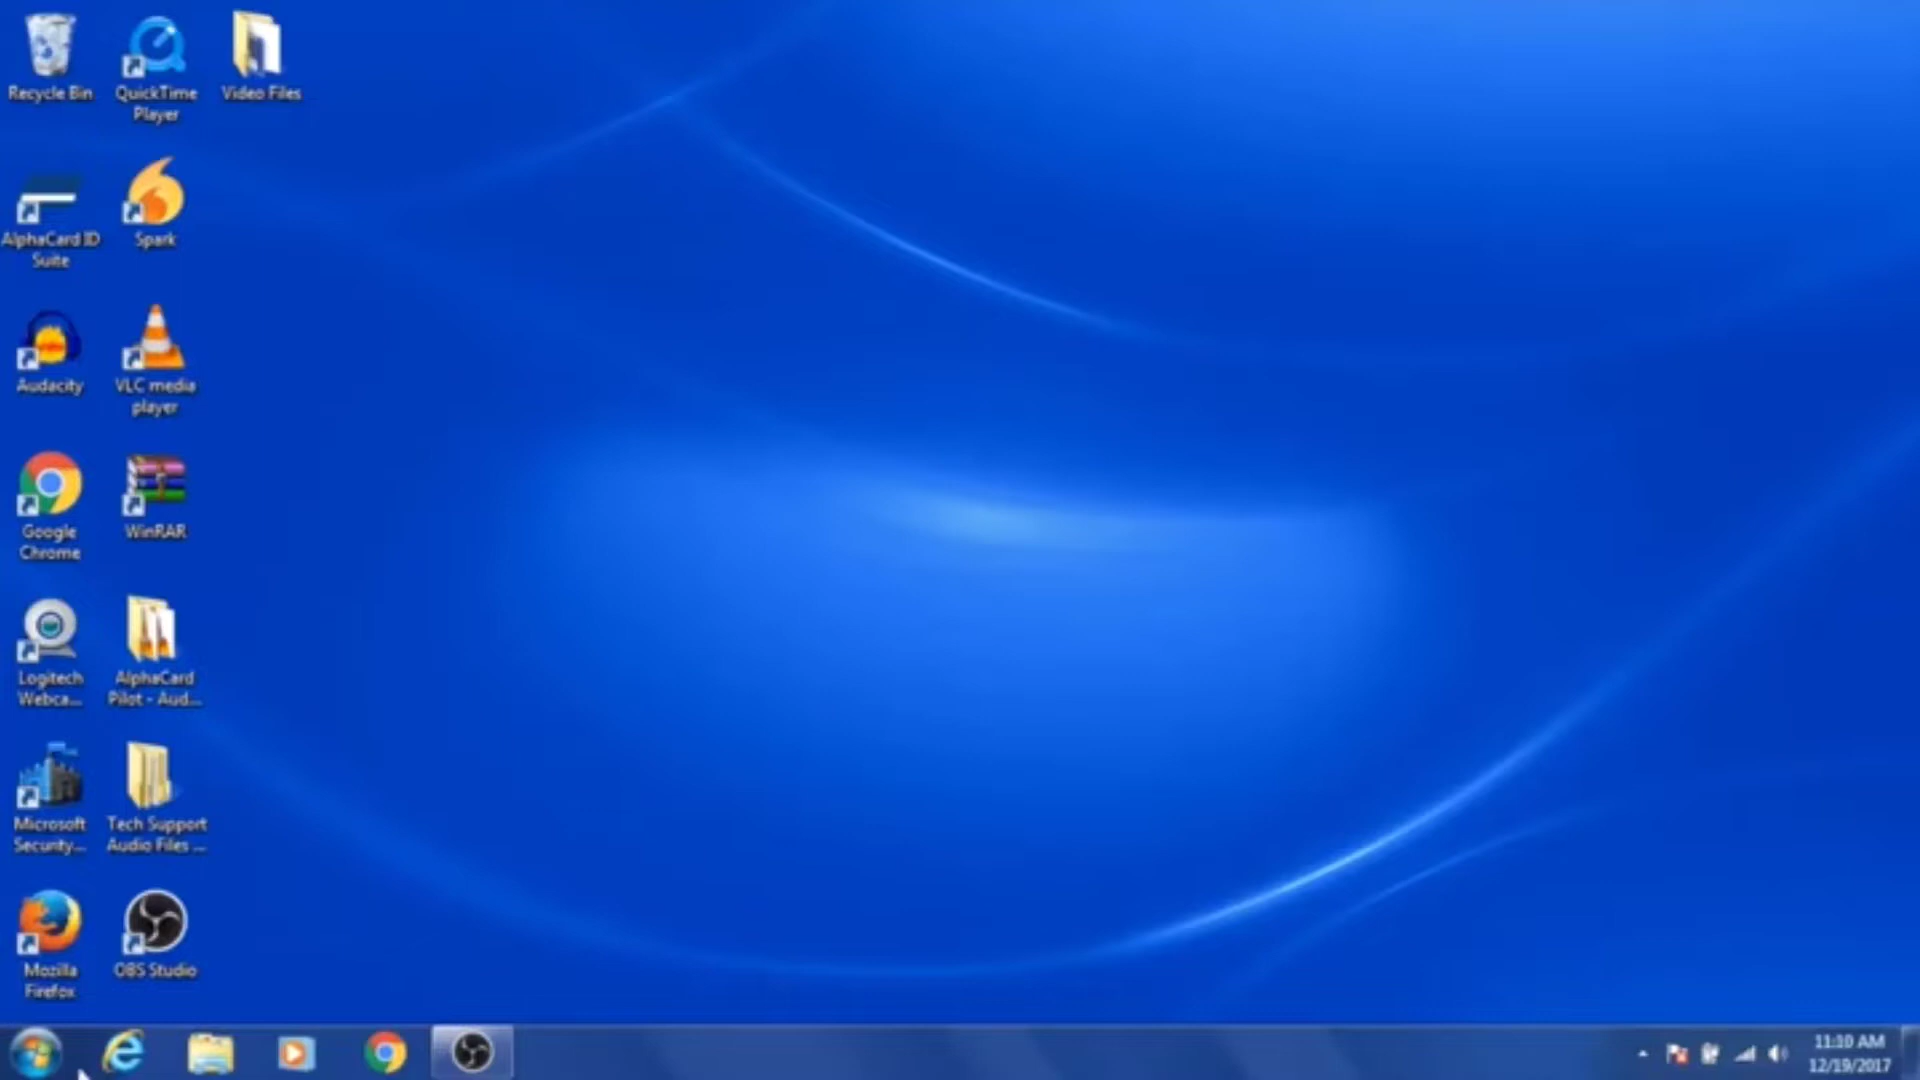 Recycle Bin
QuickTime
Player
Video Files
AlphaCard ID
Suite
Spark
Audacity
VLC media
player
Google
Chrome
WinRAR
Logitech
Webca...
AlphaCard
Pilot - Aud...
Microsoft
Security...
Tech Support
Audio Files ...
Mozilla
Firefox
OBS Studio
11:10 AM
12/19/2017